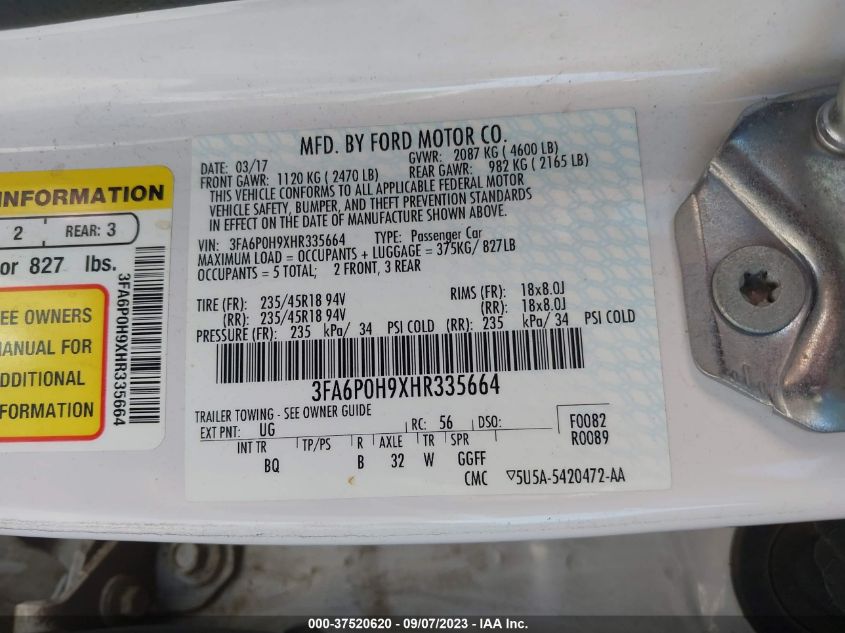 MFD. BY FORD MOTOR CO.
DATE: 03/17 GVWR: 2087 KG ( 4600 LB)
FRONT GAWR: 1120 KG ( 2470 LB) REAR GAWR: 982 KG ( 2165 LB)
THIS VEHICLE CONFORMS TO ALL APPLICABLE FEDERAL MOTOR
VEHICLE SAFETY, BUMPER, AND THEFT PREVENTION STANDARDS
IN EFFECT ON THE DATE OF MANUFACTURE SHOWN ABOVE.
VIN: 3FA6P0H9XHR335664 TYPE: Passenger Car
MAXIMUM LOAD = OCCUPANTS + LUGGAGE = 375KG/ 827LB
OCCUPANTS = 5 TOTAL; 2 FRONT, 3 REAR
TIRE (FR): 235/45R18 94V RIMS (FR): 18x8.0J
(RR): 235/45R18 94V (RR): 18x8.0J
PRESSURE (FR): 235 kPa/ 34 PSI COLD (RR): 235 kPa/ 34 PSI COLD
3FA6P0H9XHR335664
TRAILER TOWING - SEE OWNER GUIDE
EXT PNT: UG RC: 56 DSO: F0082
R0089
INT TR TP/PS R AXLE TR SPR
BQ B 32 W GGFF
CMC 5U5A-5420472-AA
INFORMATION
2 REAR: 3
or 827 lbs.
EE OWNERS
MANUAL FOR
ADDITIONAL
3FA6P0H9XHR335664
000-37520620 - 09/07/2023 - IAA Inc.